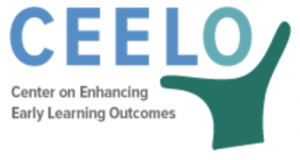 CEELO
Center on Enhancing
Early Learning Outcomes